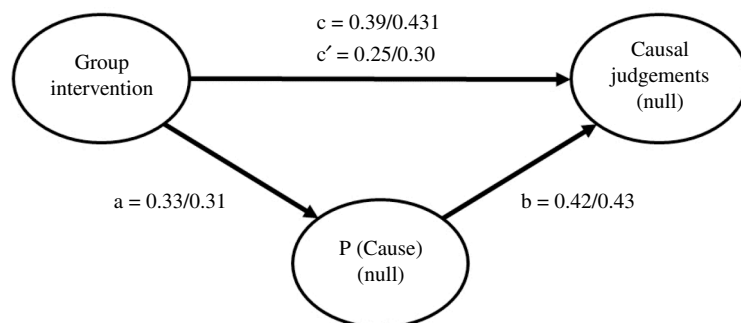 c = 0.39/0.431
c′ = 0.25/0.30
Group
intervention
Causal
judgements
(null)
a = 0.33/0.31
b = 0.42/0.43
P (Cause)
(null)